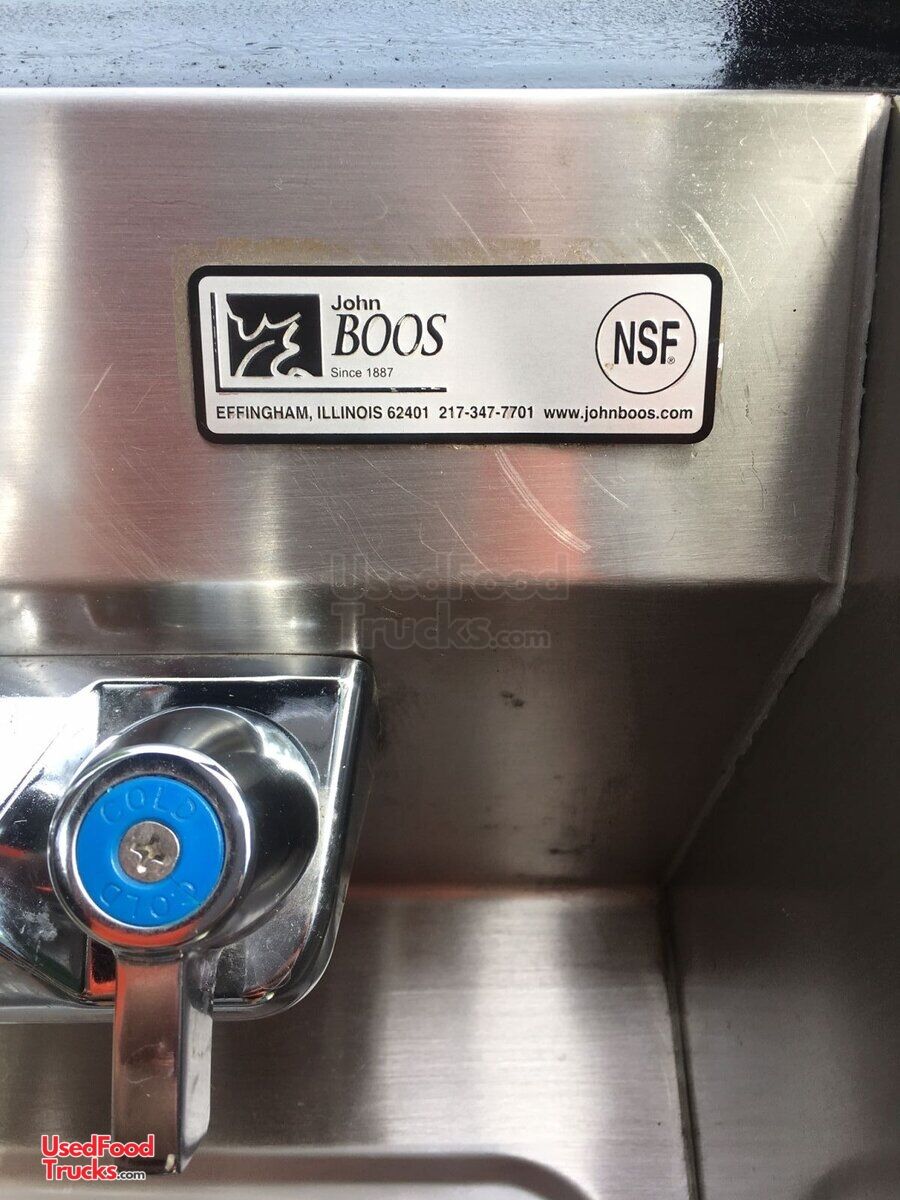 John
BOOS
Since 1887
NSF®
EFFINGHAM, ILLINOIS 62401 217-347-7701 www.johnboos.com
UsedFood
Trucks.com
COLD
COLD
UsedFood
Trucks.com